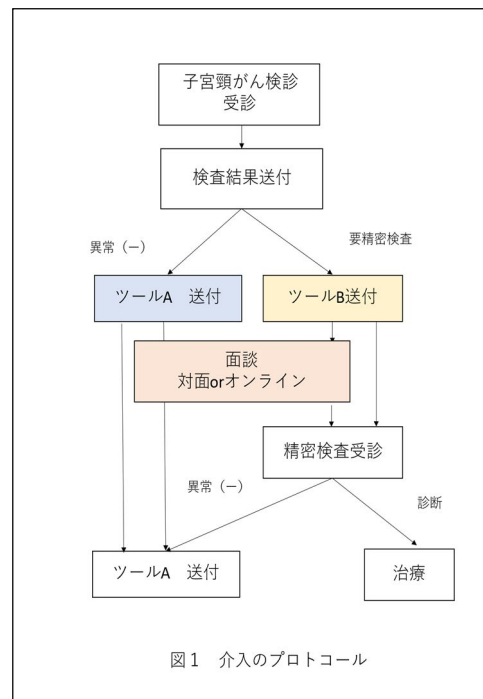 子宮頸がん検診
受診
検査結果送付
異常（ー）
要精密検査
ツールA　送付
ツールB送付
面談
対面orオンライン
精密検査受診
異常（ー）
診断
ツールA　送付
治療
図１　介入のプロトコール